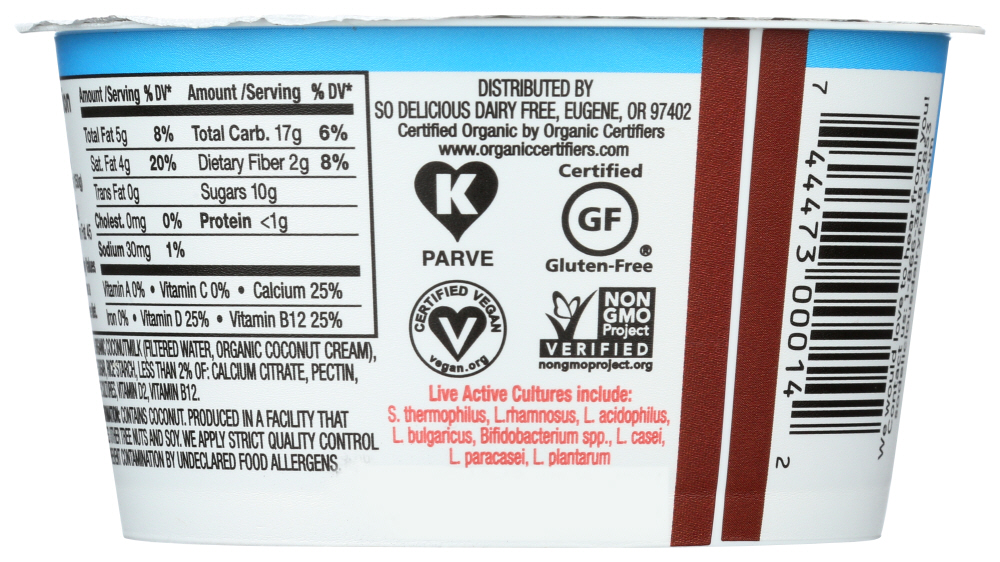 Amount /Serving % DV* Amount /Serving % DV*
Total Fat 5g 8% Total Carb. 17g 6%
Sat. Fat 4g 20% Dietary Fiber 2g 8%
Trans Fat 0g Sugars 10g
Cholest. 0mg 0% Protein <1g
Sodium 30mg 1%
Vitamin A 0% • Vitamin C 0% • Calcium 25%
Iron 0% • Vitamin D 25% • Vitamin B12 25%
COCONUTMILK (FILTERED WATER, ORGANIC COCONUT CREAM),
RICE STARCH, LESS THAN 2% OF: CALCIUM CITRATE, PECTIN,
VITAMIN D2, VITAMIN B12.
CONTAINS COCONUT. PRODUCED IN A FACILITY THAT
TREE NUTS AND SOY. WE APPLY STRICT QUALITY CONTROL
CONTAMINATION BY UNDECLARED FOOD ALLERGENS
DISTRIBUTED BY
SO DELICIOUS DAIRY FREE, EUGENE, OR 97402
Certified Organic by Organic Certifiers
www.organiccertifiers.com
K
PARVE
Certified
GF
®
Gluten-Free
CERTIFIED VEGAN
V
vegan.org
NON
GMO
Project
VERIFIED
nongmoproject.org
Live Active Cultures include:
S. thermophilus, L.rhamnosus, L. acidophilus,
L. bulgaricus, Bifidobacterium spp., L. casei,
L. paracasei, L. plantarum
7 44473 00014 2